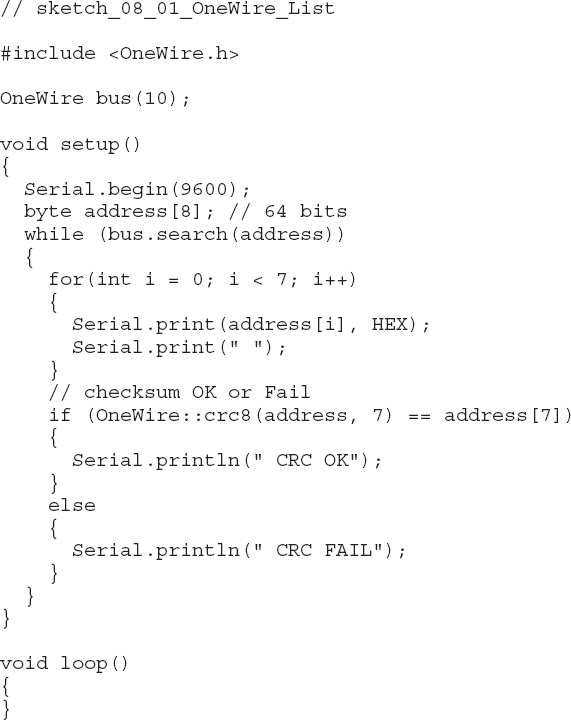 // sketch_08_01_OneWire_List

#include <OneWire.h>

OneWire bus(10);

void setup()
{
  Serial.begin(9600);
  byte address[8]; // 64 bits
  while (bus.search(address))
  {
    for(int i = 0; i < 7; i++)
    {
      Serial.print(address[i], HEX);
      Serial.print(" ");
    }
    // checksum OK or Fail
    if (OneWire::crc8(address, 7) == address[7])
    {
      Serial.println(" CRC OK");
    }
    else
    {
      Serial.println(" CRC FAIL");
    }
  }
}

void loop()
{
}